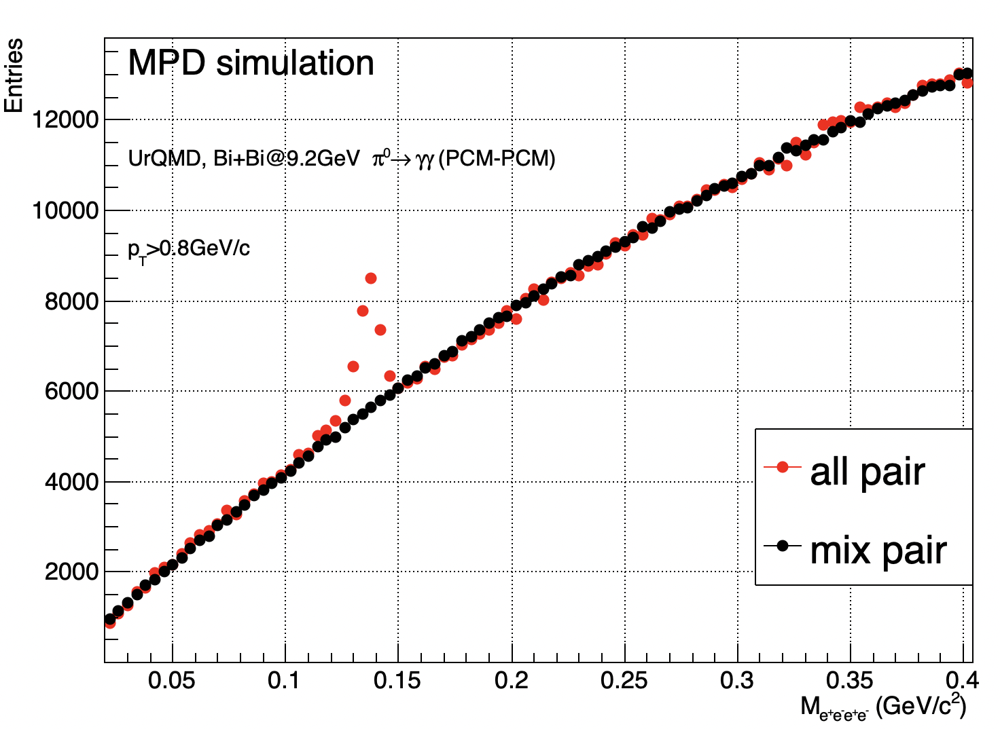 Entries
MPD simulation
12000
UrQMD, Bi+Bi@9.2GeV π⁰→ γγ (PCM-PCM)
10000
p_T>0.8GeV/c
8000
6000
4000
2000
all pair
mix pair
0.05 0.1 0.15 0.2 0.25 0.3 0.35 0.4
M_e⁺e⁻e⁺e⁻ (GeV/c²)